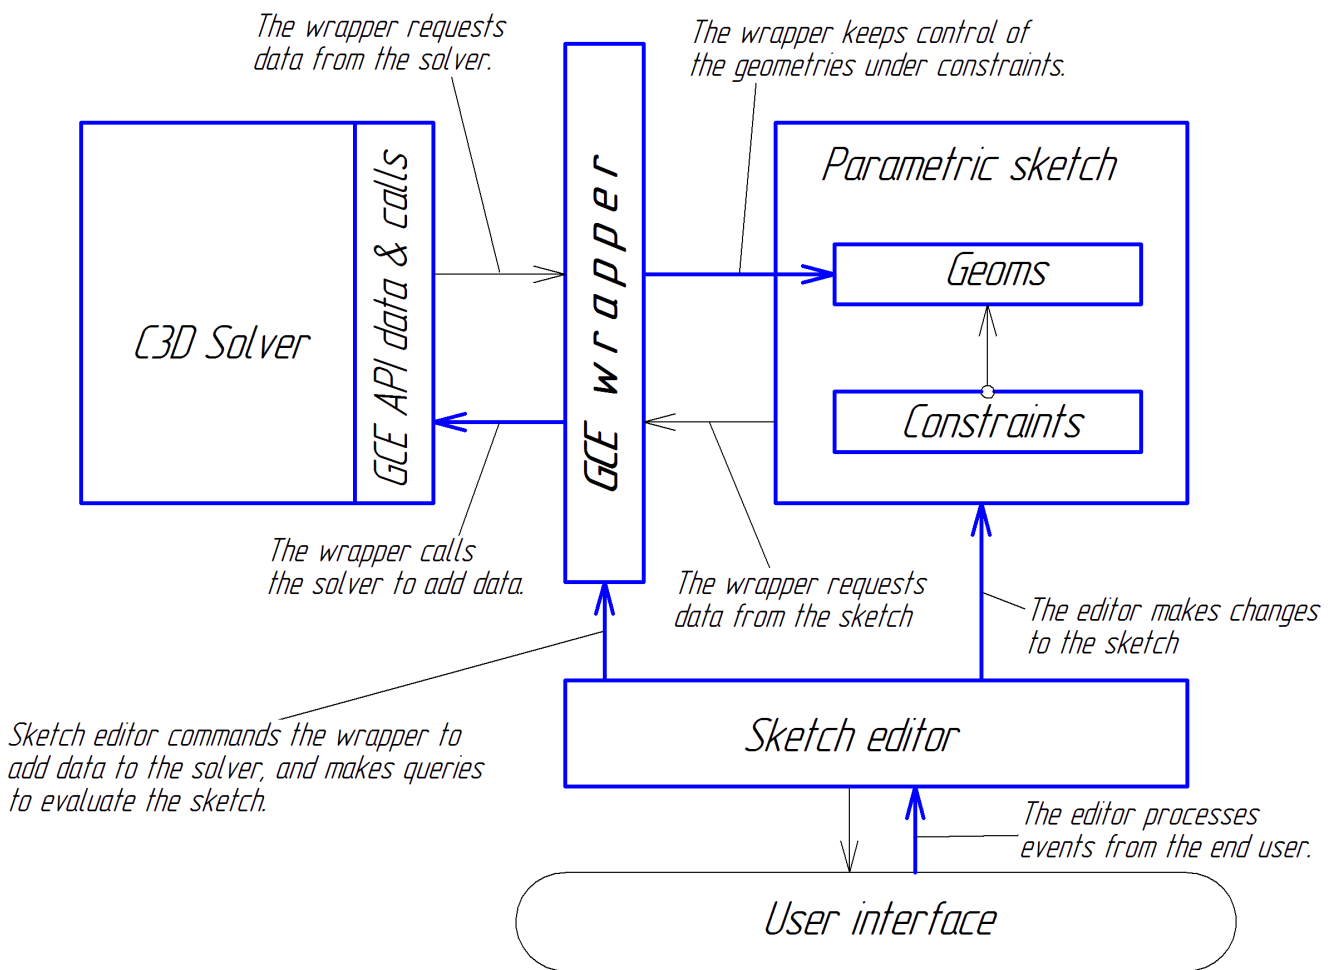 The wrapper requests
data from the solver.
The wrapper keeps control of
the geometries under constraints.
C3D Solver
GCE API data & calls
GCE wrapper
Parametric sketch
Geoms
Constraints
The wrapper calls
the solver to add data.
The wrapper requests
data from the sketch
The editor makes changes
to the sketch
Sketch editor commands the wrapper to
add data to the solver, and makes queries
to evaluate the sketch.
Sketch editor
The editor processes
events from the end user.
User interface